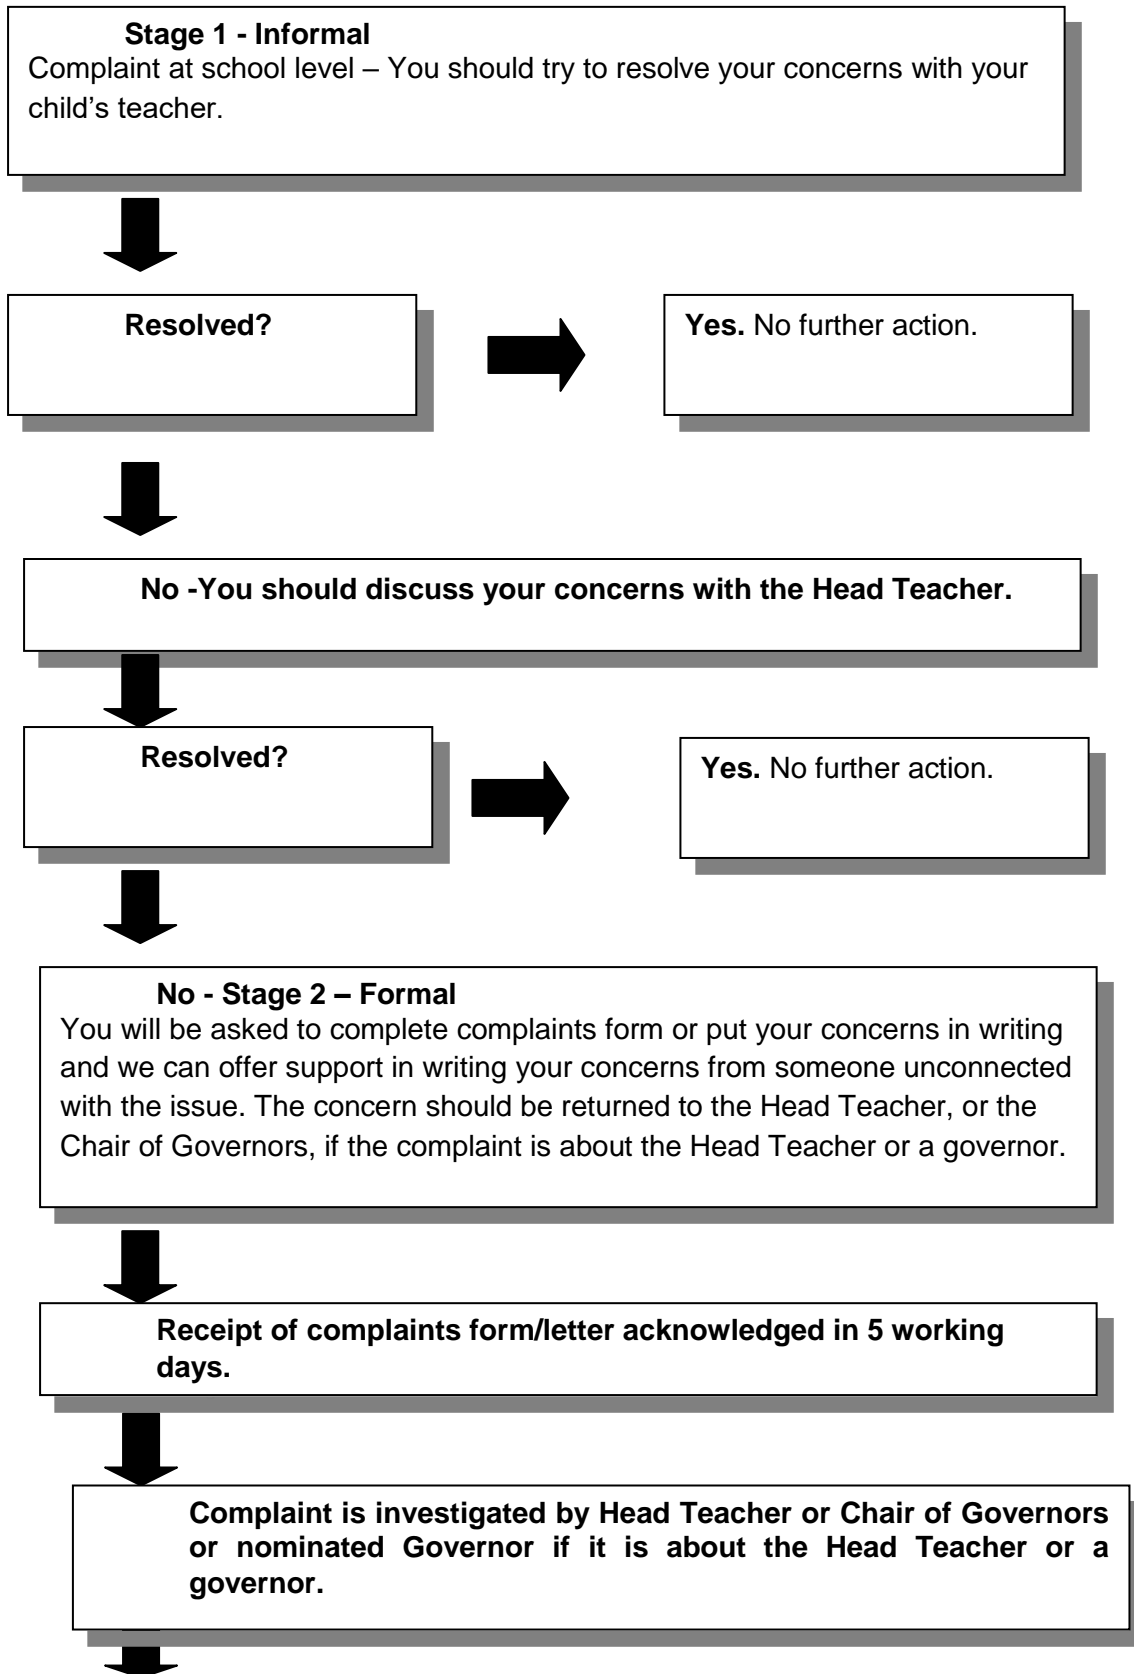 Stage 1 - Informal
Complaint at school level – You should try to resolve your concerns with your
child’s teacher.
Resolved?
Yes. No further action.
No -You should discuss your concerns with the Head Teacher.
Resolved?
Yes. No further action.
No - Stage 2 – Formal
You will be asked to complete complaints form or put your concerns in writing
and we can offer support in writing your concerns from someone unconnected
with the issue. The concern should be returned to the Head Teacher, or the
Chair of Governors, if the complaint is about the Head Teacher or a governor.
Receipt of complaints form/letter acknowledged in 5 working
days.
Complaint is investigated by Head Teacher or Chair of Governors
or nominated Governor if it is about the Head Teacher or a
governor.